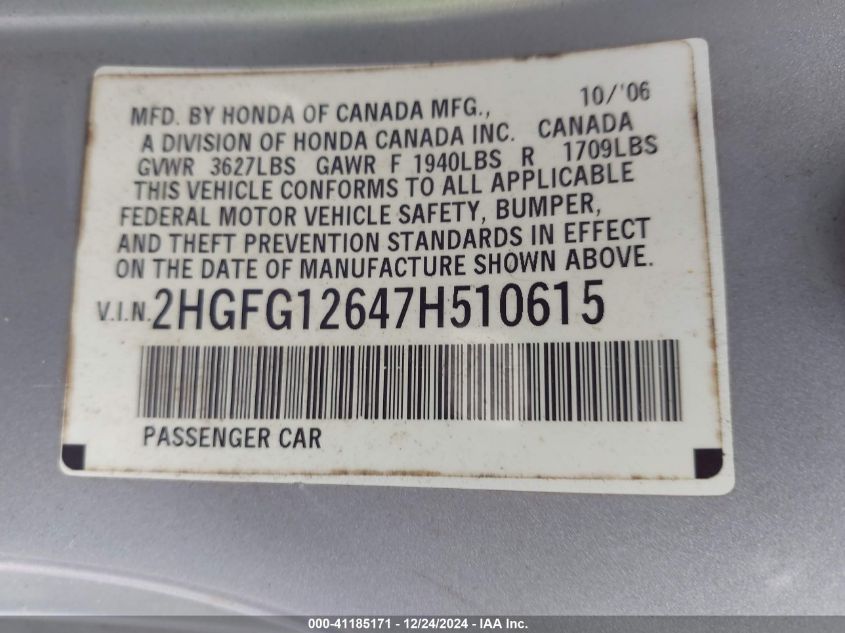 10/'06
MFD. BY HONDA OF CANADA MFG.,
A DIVISION OF HONDA CANADA INC. CANADA
GVWR 3627LBS GAWR F 1940LBS R 1709LBS
THIS VEHICLE CONFORMS TO ALL APPLICABLE
FEDERAL MOTOR VEHICLE SAFETY, BUMPER,
AND THEFT PREVENTION STANDARDS IN EFFECT
ON THE DATE OF MANUFACTURE SHOWN ABOVE.
V.I.N. 2HGFG12647H510615
PASSENGER CAR
000-41185171 - 12/24/2024 - IAA Inc.